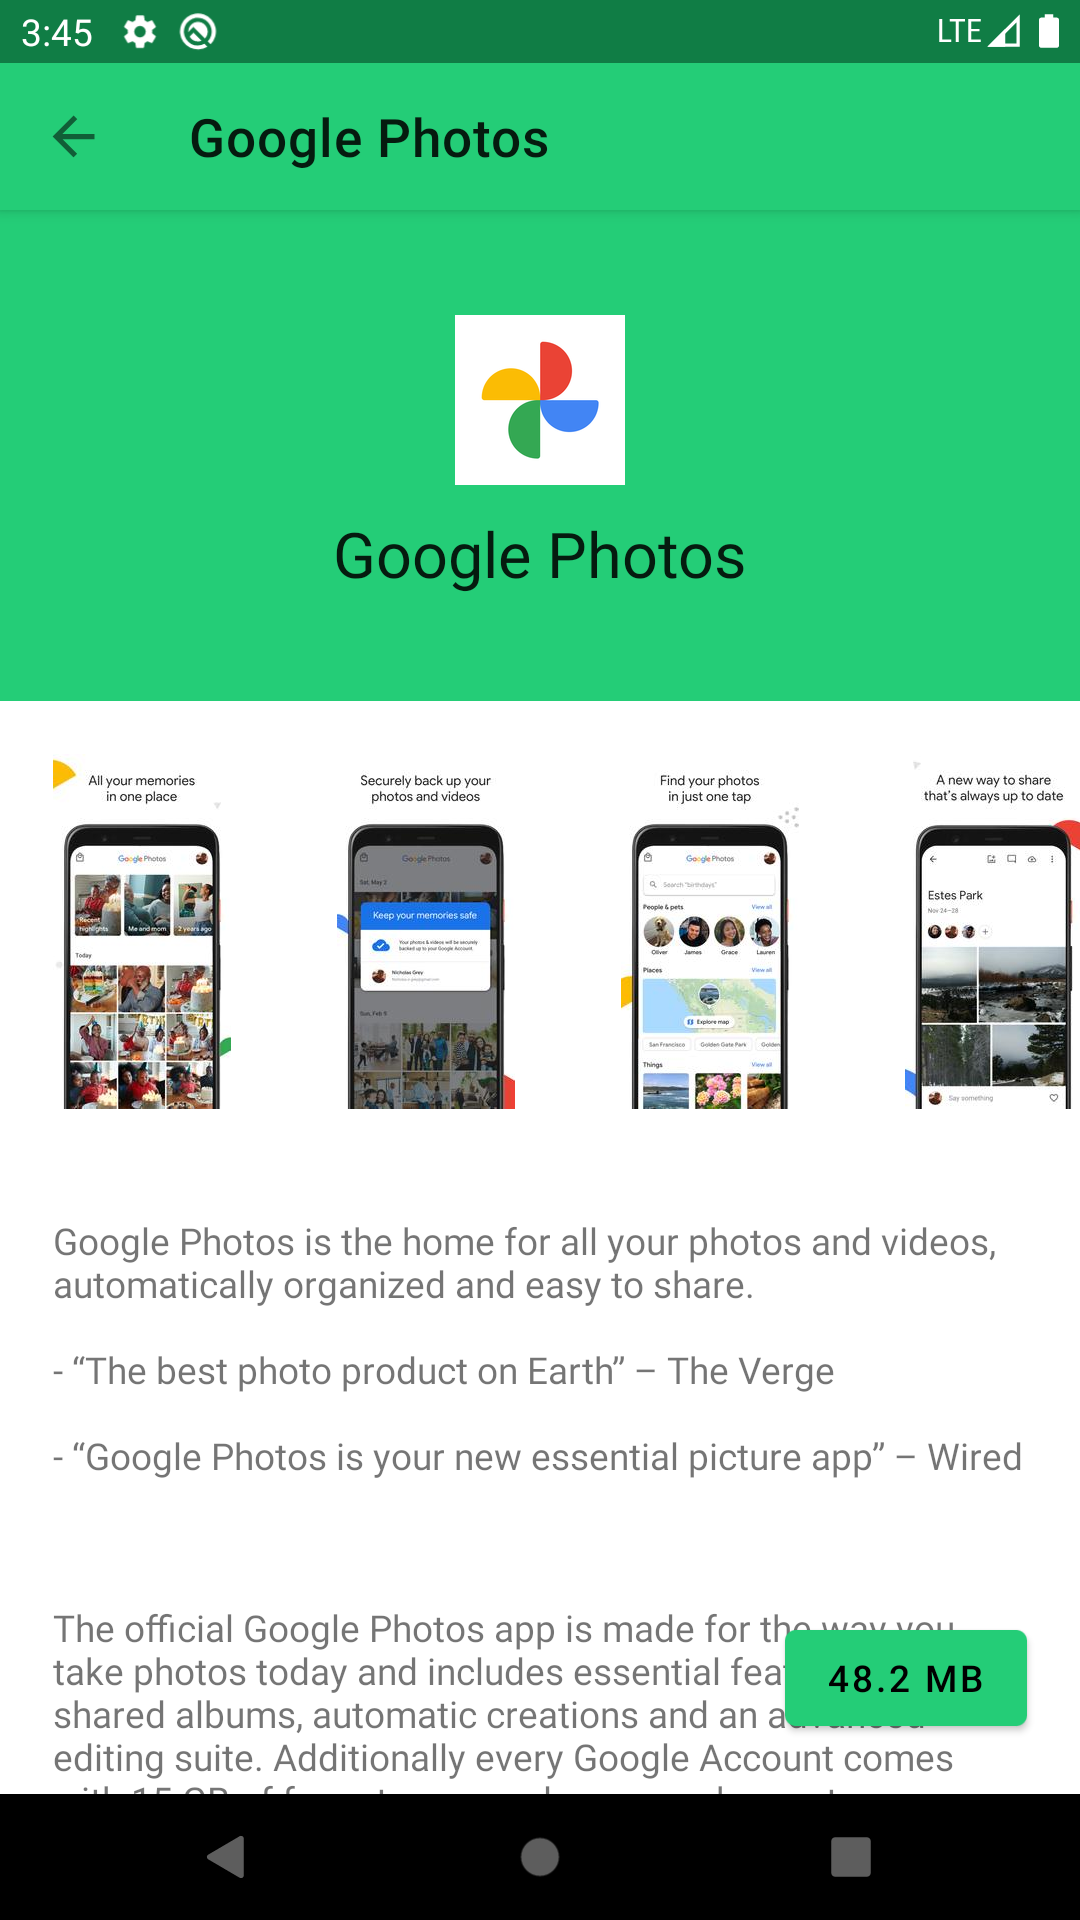 3:45
LTE
Google Photos
Google Photos
All your memories
in one place
Google Photos
Recent
highlights
Me and mom
2 years ago
Today
Securely back up your
photos and videos
Google Photos
Sat, May 2
Keep your memories safe
Your photos & videos will be securely
backed up to your Google Account
Nicholas Grey
Sun, Feb 9
Find your photos
in just one tap
Google Photos
Search "birthdays"
People & pets
View all
Oliver
James
Grace
Lauren
Places
View all
Explore map
San Francisco
Golden Gate Park
Golden
Things
View all
A new way to share
that's always up to date
Estes Park
Nov 24–28
Say something
Google Photos is the home for all your photos and videos,
automatically organized and easy to share.
- “The best photo product on Earth” – The Verge
- “Google Photos is your new essential picture app” – Wired
The official Google Photos app is made for the way you
take photos today and includes essential
shared albums, automatic creations and an advanced
editing suite. Additionally every Google Account comes
48.2 MB